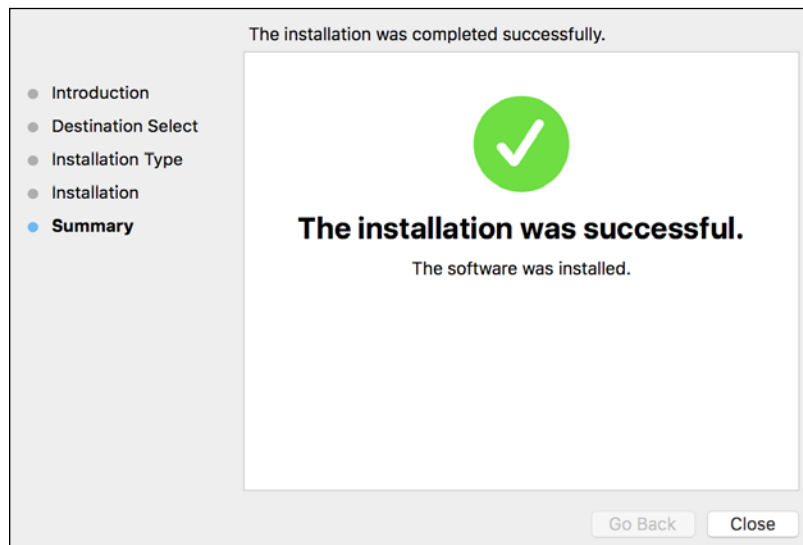 The installation was completed successfully.
Introduction
Destination Select
Installation Type
Installation
Summary
The installation was successful.
The software was installed.
Go Back
Close